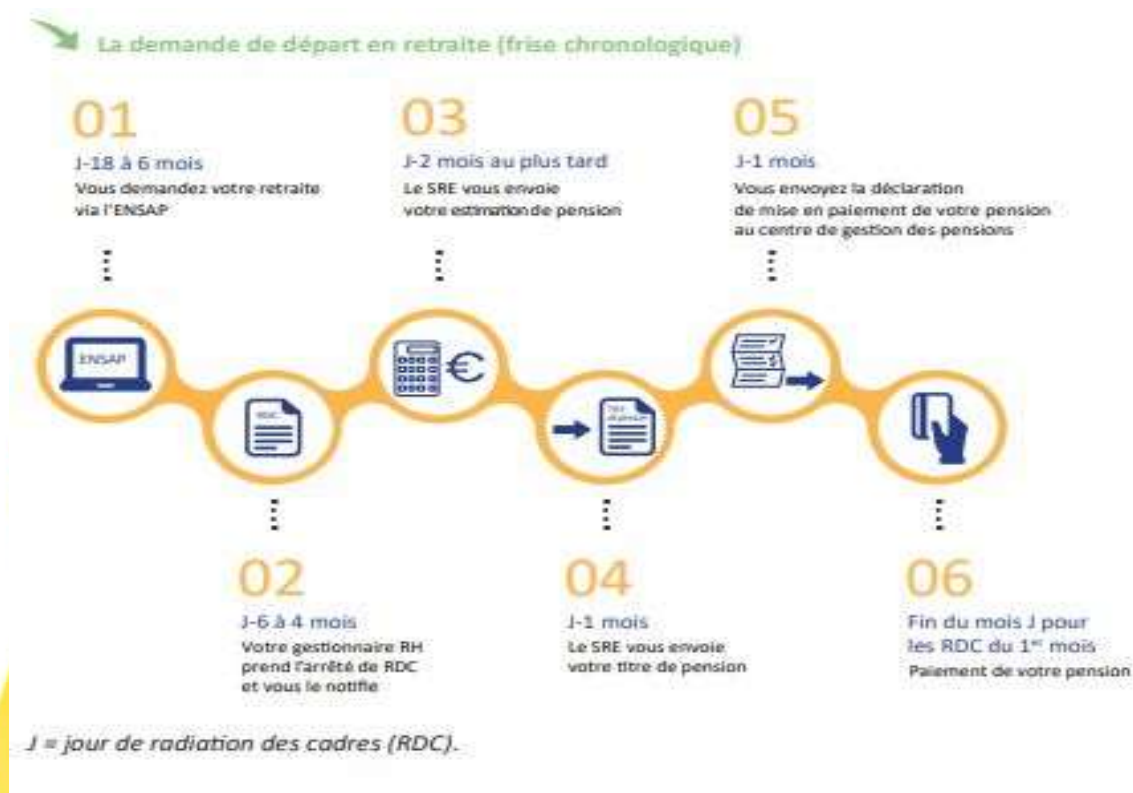 La demande de départ en retraite (frise chronologique)
01
J-18 à 6 mois
Vous demandez votre retraite
via l'ENSAP
03
J-2 mois au plus tard
Le SRE vous envoie
votre estimation de pension
05
J-1 mois
Vous envoyez la déclaration
de mise en paiement de votre pension
au centre de gestion des pensions
ENSAP
RDC
€
02
J-6 à 4 mois
Votre gestionnaire RH
prend l'arrêté de RDC
et vous le notifie
04
J-1 mois
Le SRE vous envoie
votre titre de pension
06
Fin du mois J pour
les RDC du 1er mois
Paiement de votre pension
J = jour de radiation des cadres (RDC).